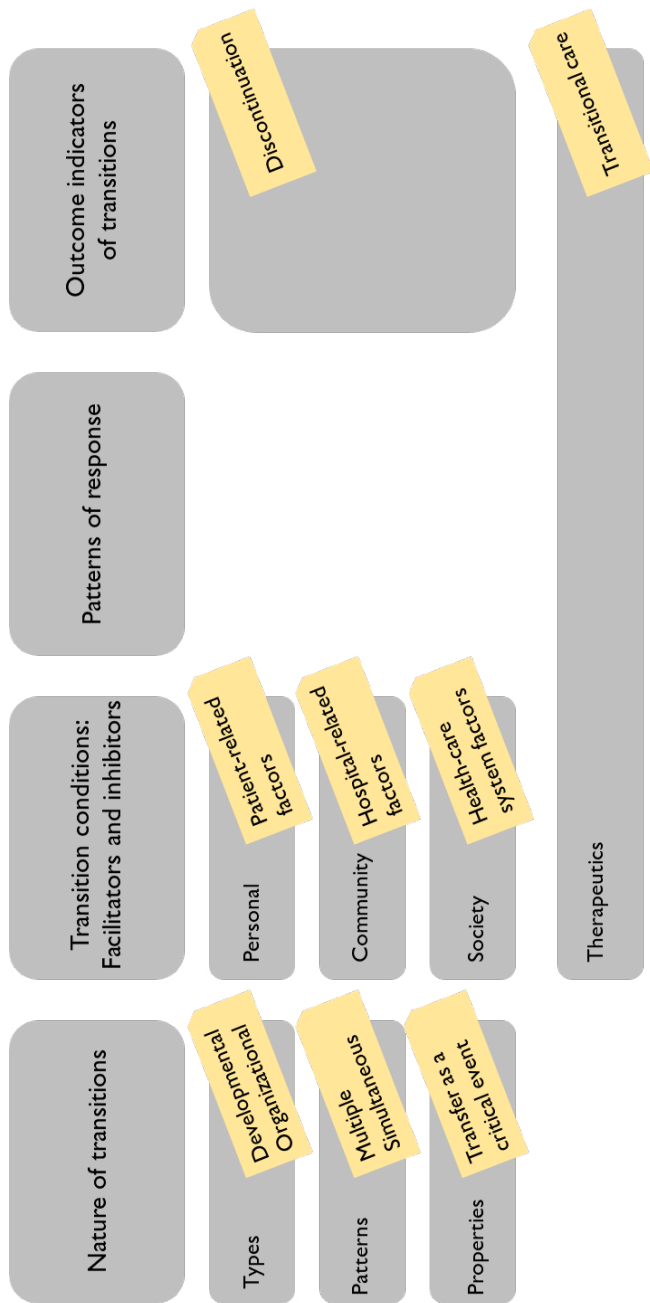 Nature of transitions
Transition conditions:
Facilitators and inhibitors
Patterns of response
Outcome indicators
of transitions
Types
Developmental
Organizational
Personal
Patient-related
factors
Discontinuation
Patterns
Multiple
Simultaneous
Community
Hospital-related
factors
Properties
Transfer as a
critical event
Society
Health-care
system factors
Therapeutics
Transitional care